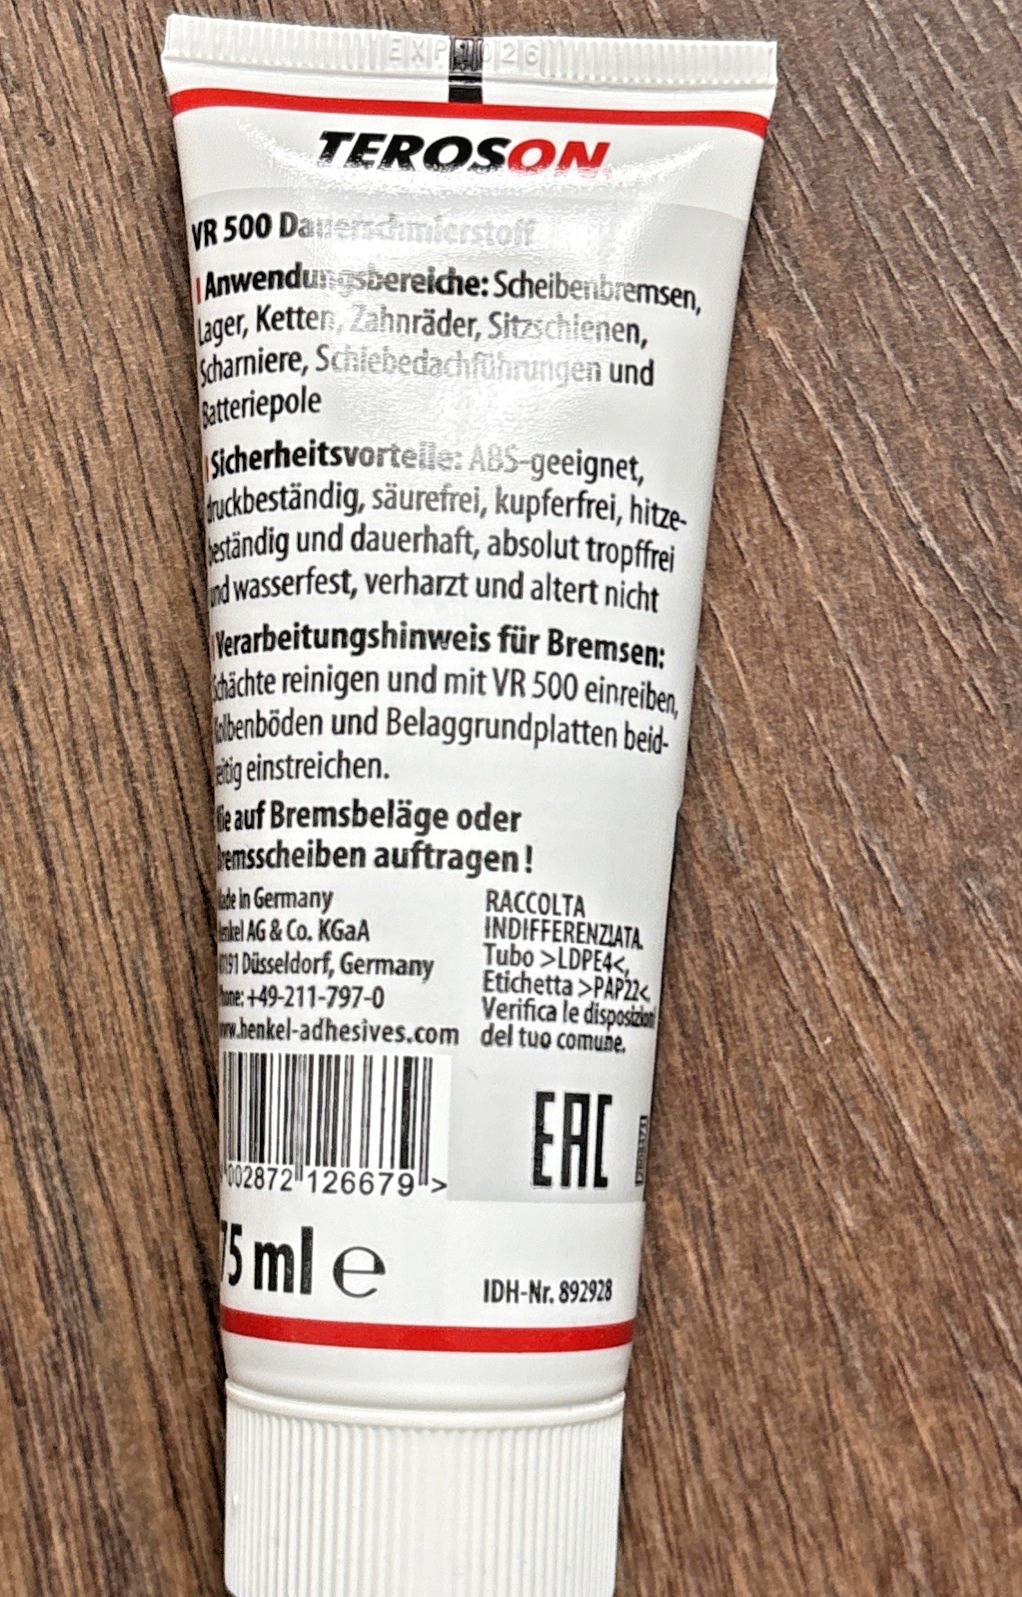 EXP 026
TEROSON
VR 500 Dauerschmierstoff
Anwendungsbereiche: Scheibenbremsen,
Lager, Ketten, Zahnräder, Sitzschienen,
Scharniere, Schiebedachführungen und
Batteriepole
Sicherheitsvorteile: ABS-geeignet,
druckbeständig, säurefrei, kupferfrei, hitze-
beständig und dauerhaft, absolut tropffrei
und wasserfest, verharzt und altert nicht
Verarbeitungshinweis für Bremsen:
Schächte reinigen und mit VR 500 einreiben,
Kolbenböden und Belaggrundplatten beid-
seitig einstreichen.
Nie auf Bremsbeläge oder
Bremsscheiben auftragen!
Made in Germany
Henkel AG & Co. KGaA
Düsseldorf, Germany
Phone: +49-211-797-0
www.henkel-adhesives.com
RACCOLTA
INDIFFERENZIATA.
Tubo >LDPE4<,
Etichetta >PAP22<
Verifica le disposizioni
del tuo comune.
002872 126679 >
EAC
75 ml e
IDH-Nr. 892928